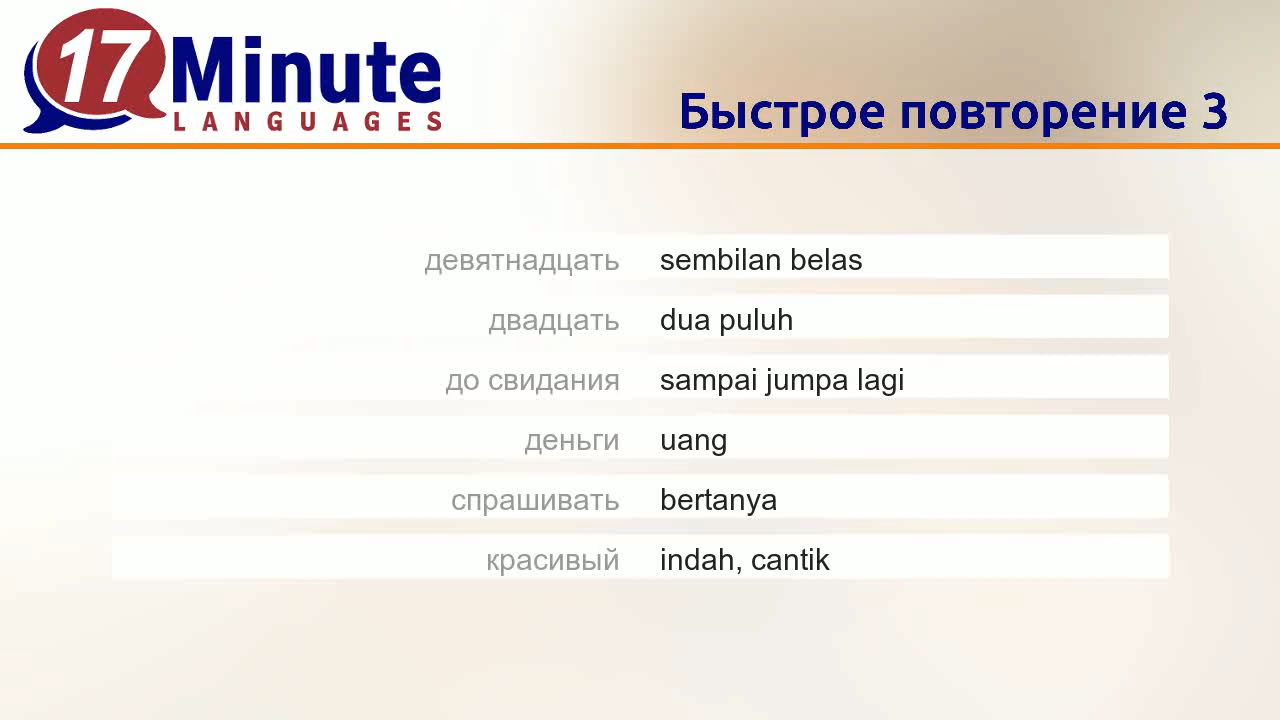 17 Minute
LANGUAGES
Быстрое повторение 3
девятнадцать sembilan belas
двадцать dua puluh
до свидания sampai jumpa lagi
деньги uang
спрашивать bertanya
красивый indah, cantik